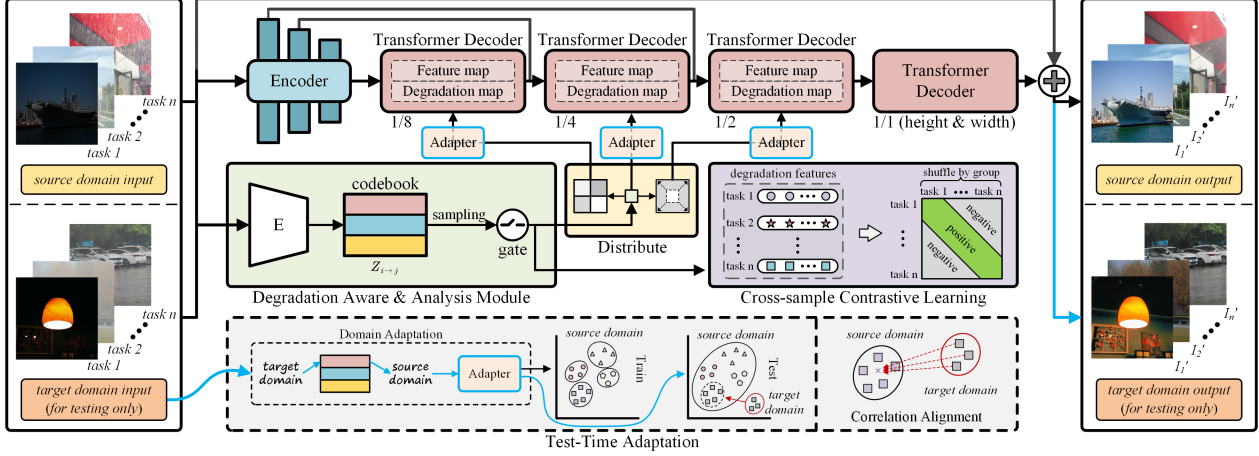 task n
task 2
task 1
source domain input
task n
task 2
task 1
target domain input
(for testing only)
Encoder
Transformer Decoder
Feature map
Degradation map
1/8
Transformer Decoder
Feature map
Degradation map
1/4
Transformer Decoder
Feature map
Degradation map
1/2
Transformer
Decoder
1/1 (height & width)
Adapter
Adapter
Adapter
E
codebook
Z i→j
sampling
gate
Degradation Aware & Analysis Module
Distribute
degradation features
task 1
task 2
task n
shuffle by group
task 1
task n
task 1
task n
negative
positive
negative
Cross-sample Contrastive Learning
Domain Adaptation
target
domain
source
domain
Adapter
source domain
Train
source domain
Test
target
domain
Test-Time Adaptation
source domain
target domain
Correlation Alignment
In'
I2'
I1'
source domain output
In'
I2'
I1'
target domain output
(for testing only)